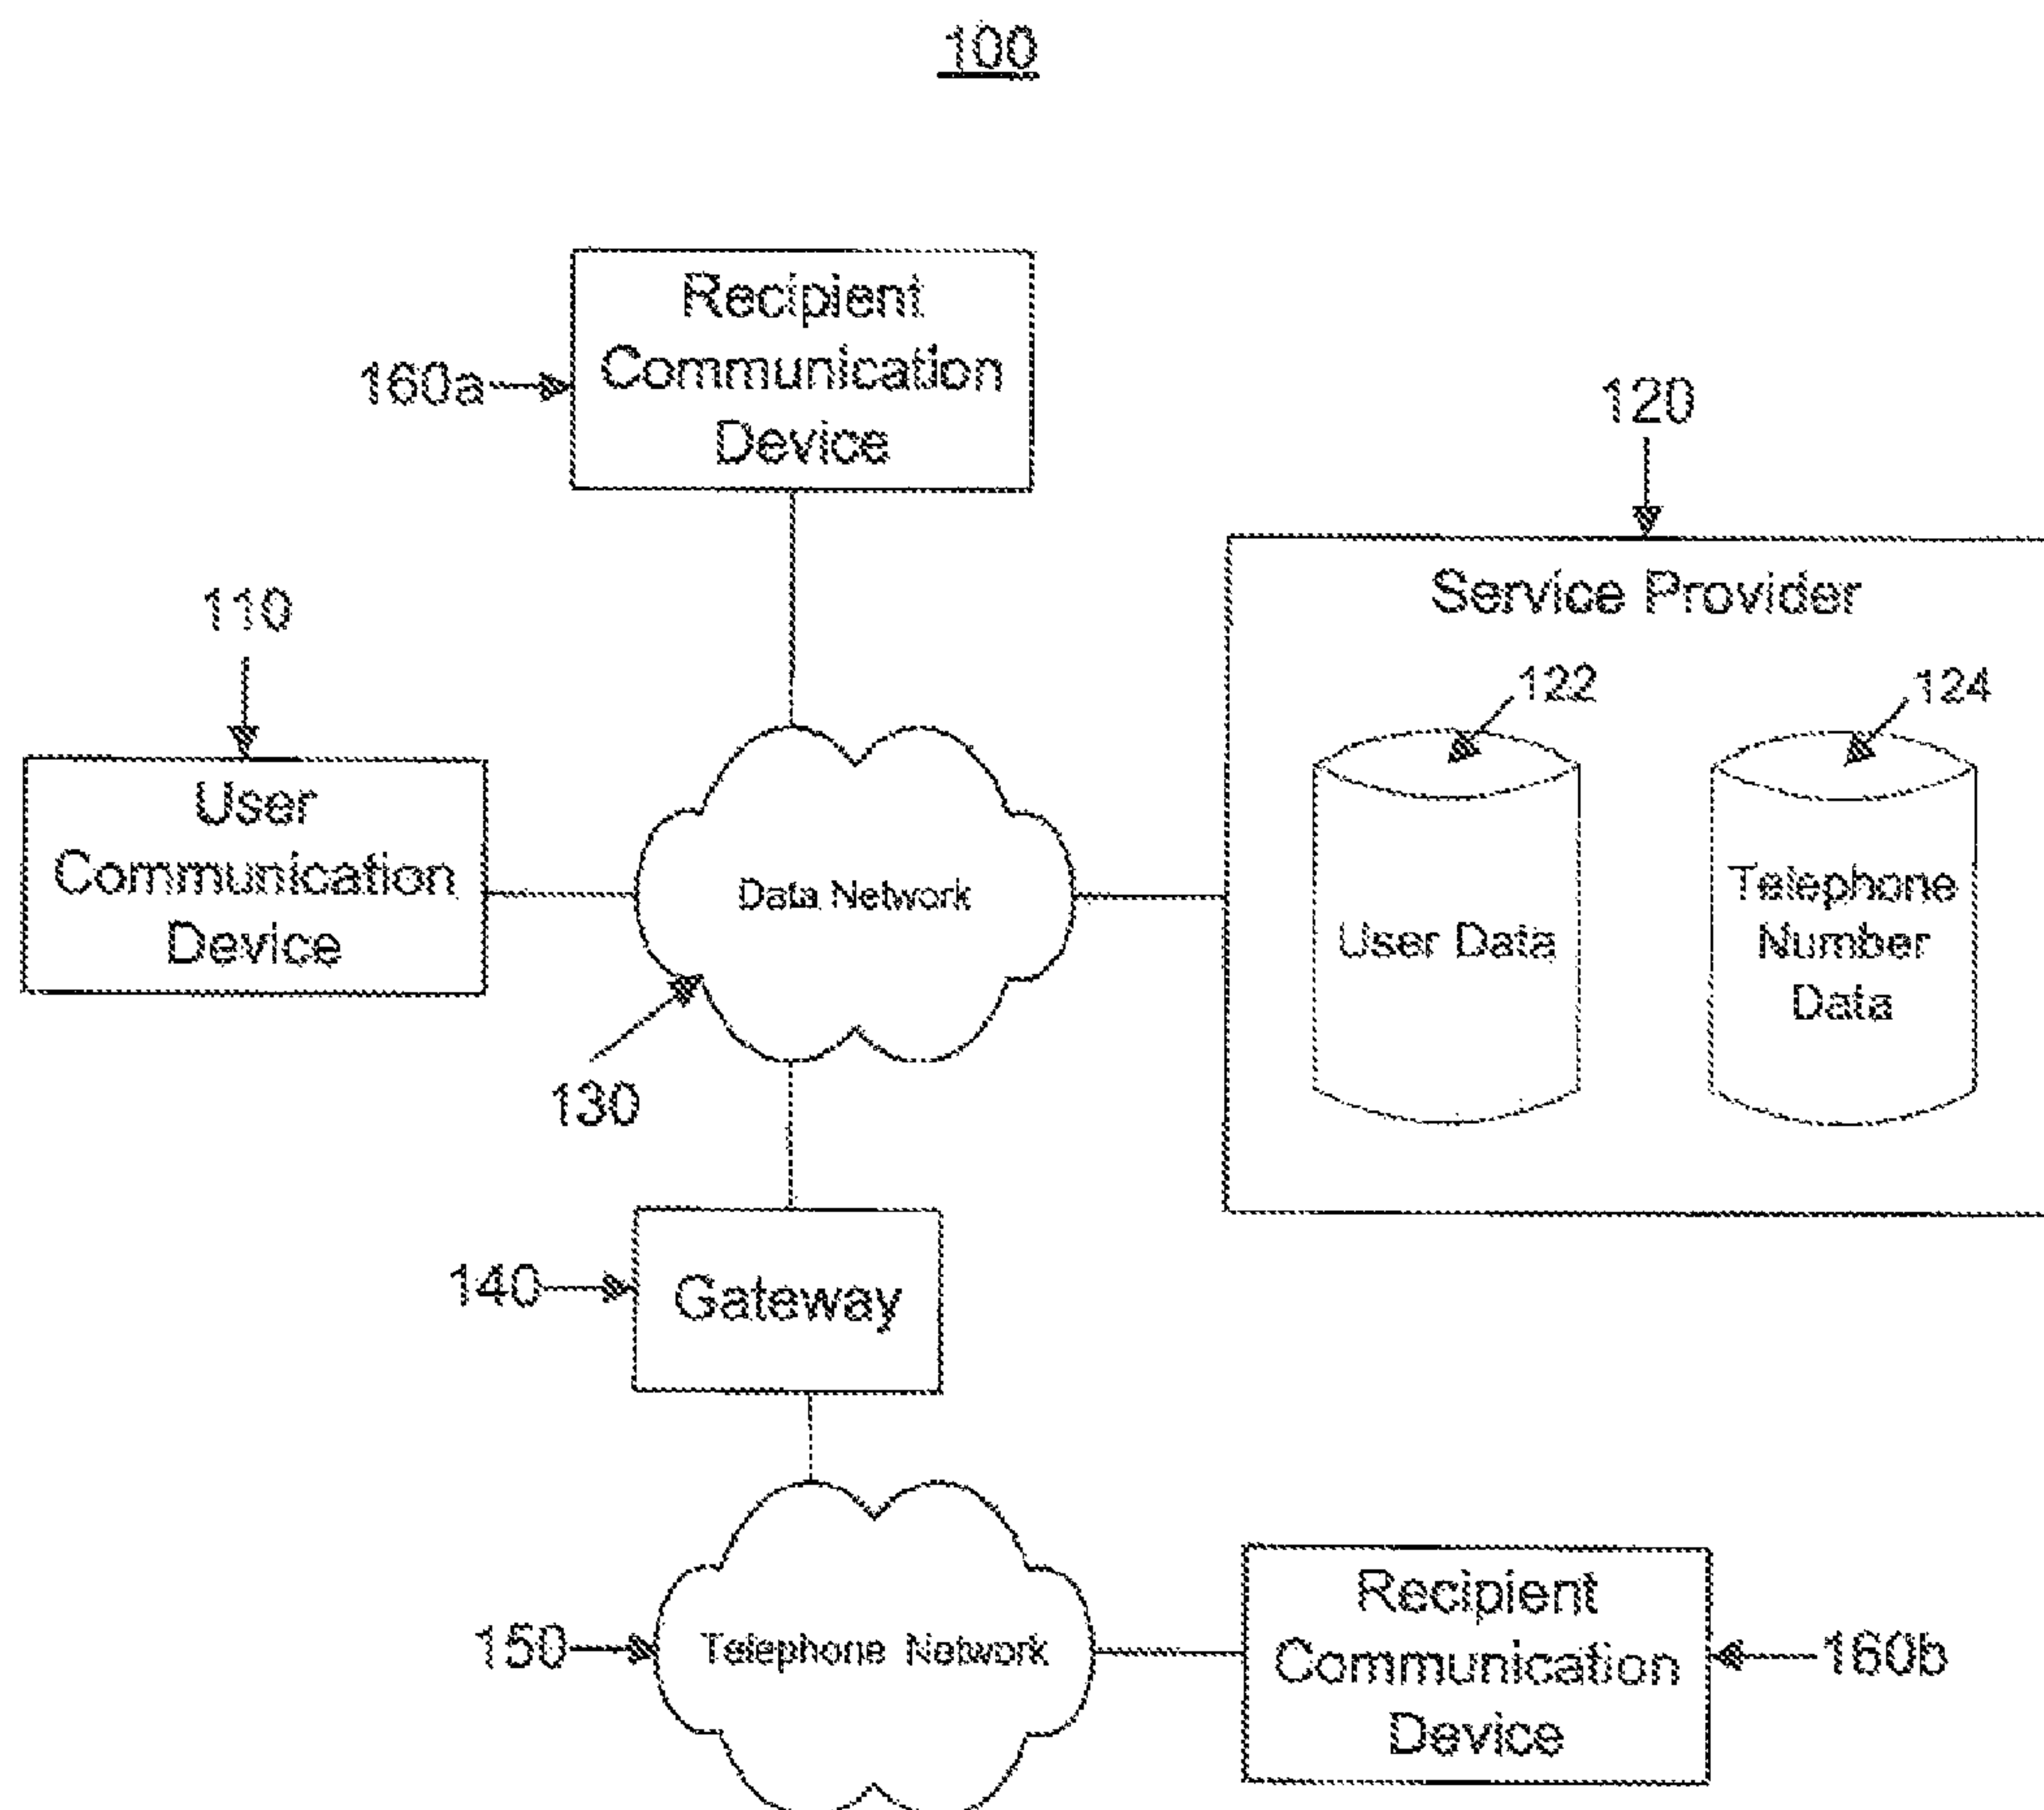 100
Recipient
Communication
Device
160a
120
Service Provider
110
122
124
User
Communication
Device
Data Network
User Data
Telephone
Number
Data
130
140
Gateway
150
Telephone Network
Recipient
Communication
Device
160b